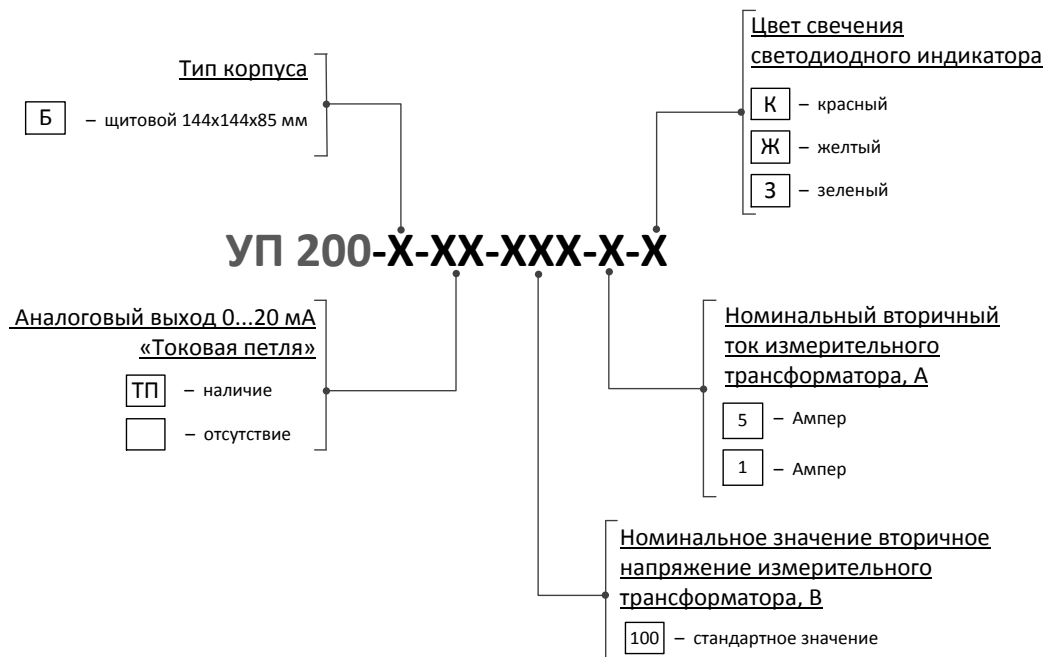 Тип корпуса
Б – щитовой 144х144х85 мм
Цвет свечения
светодиодного индикатора
К – красный
Ж – желтый
З – зеленый
УП 200-Х-ХХ-ХХХ-Х-Х
Аналоговый выход 0...20 мА
«Токовая петля»
ТП – наличие
– отсутствие
Номинальный вторичный
ток измерительного
трансформатора, А
5 – Ампер
1 – Ампер
Номинальное значение вторичное
напряжение измерительного
трансформатора, В
100 – стандартное значение